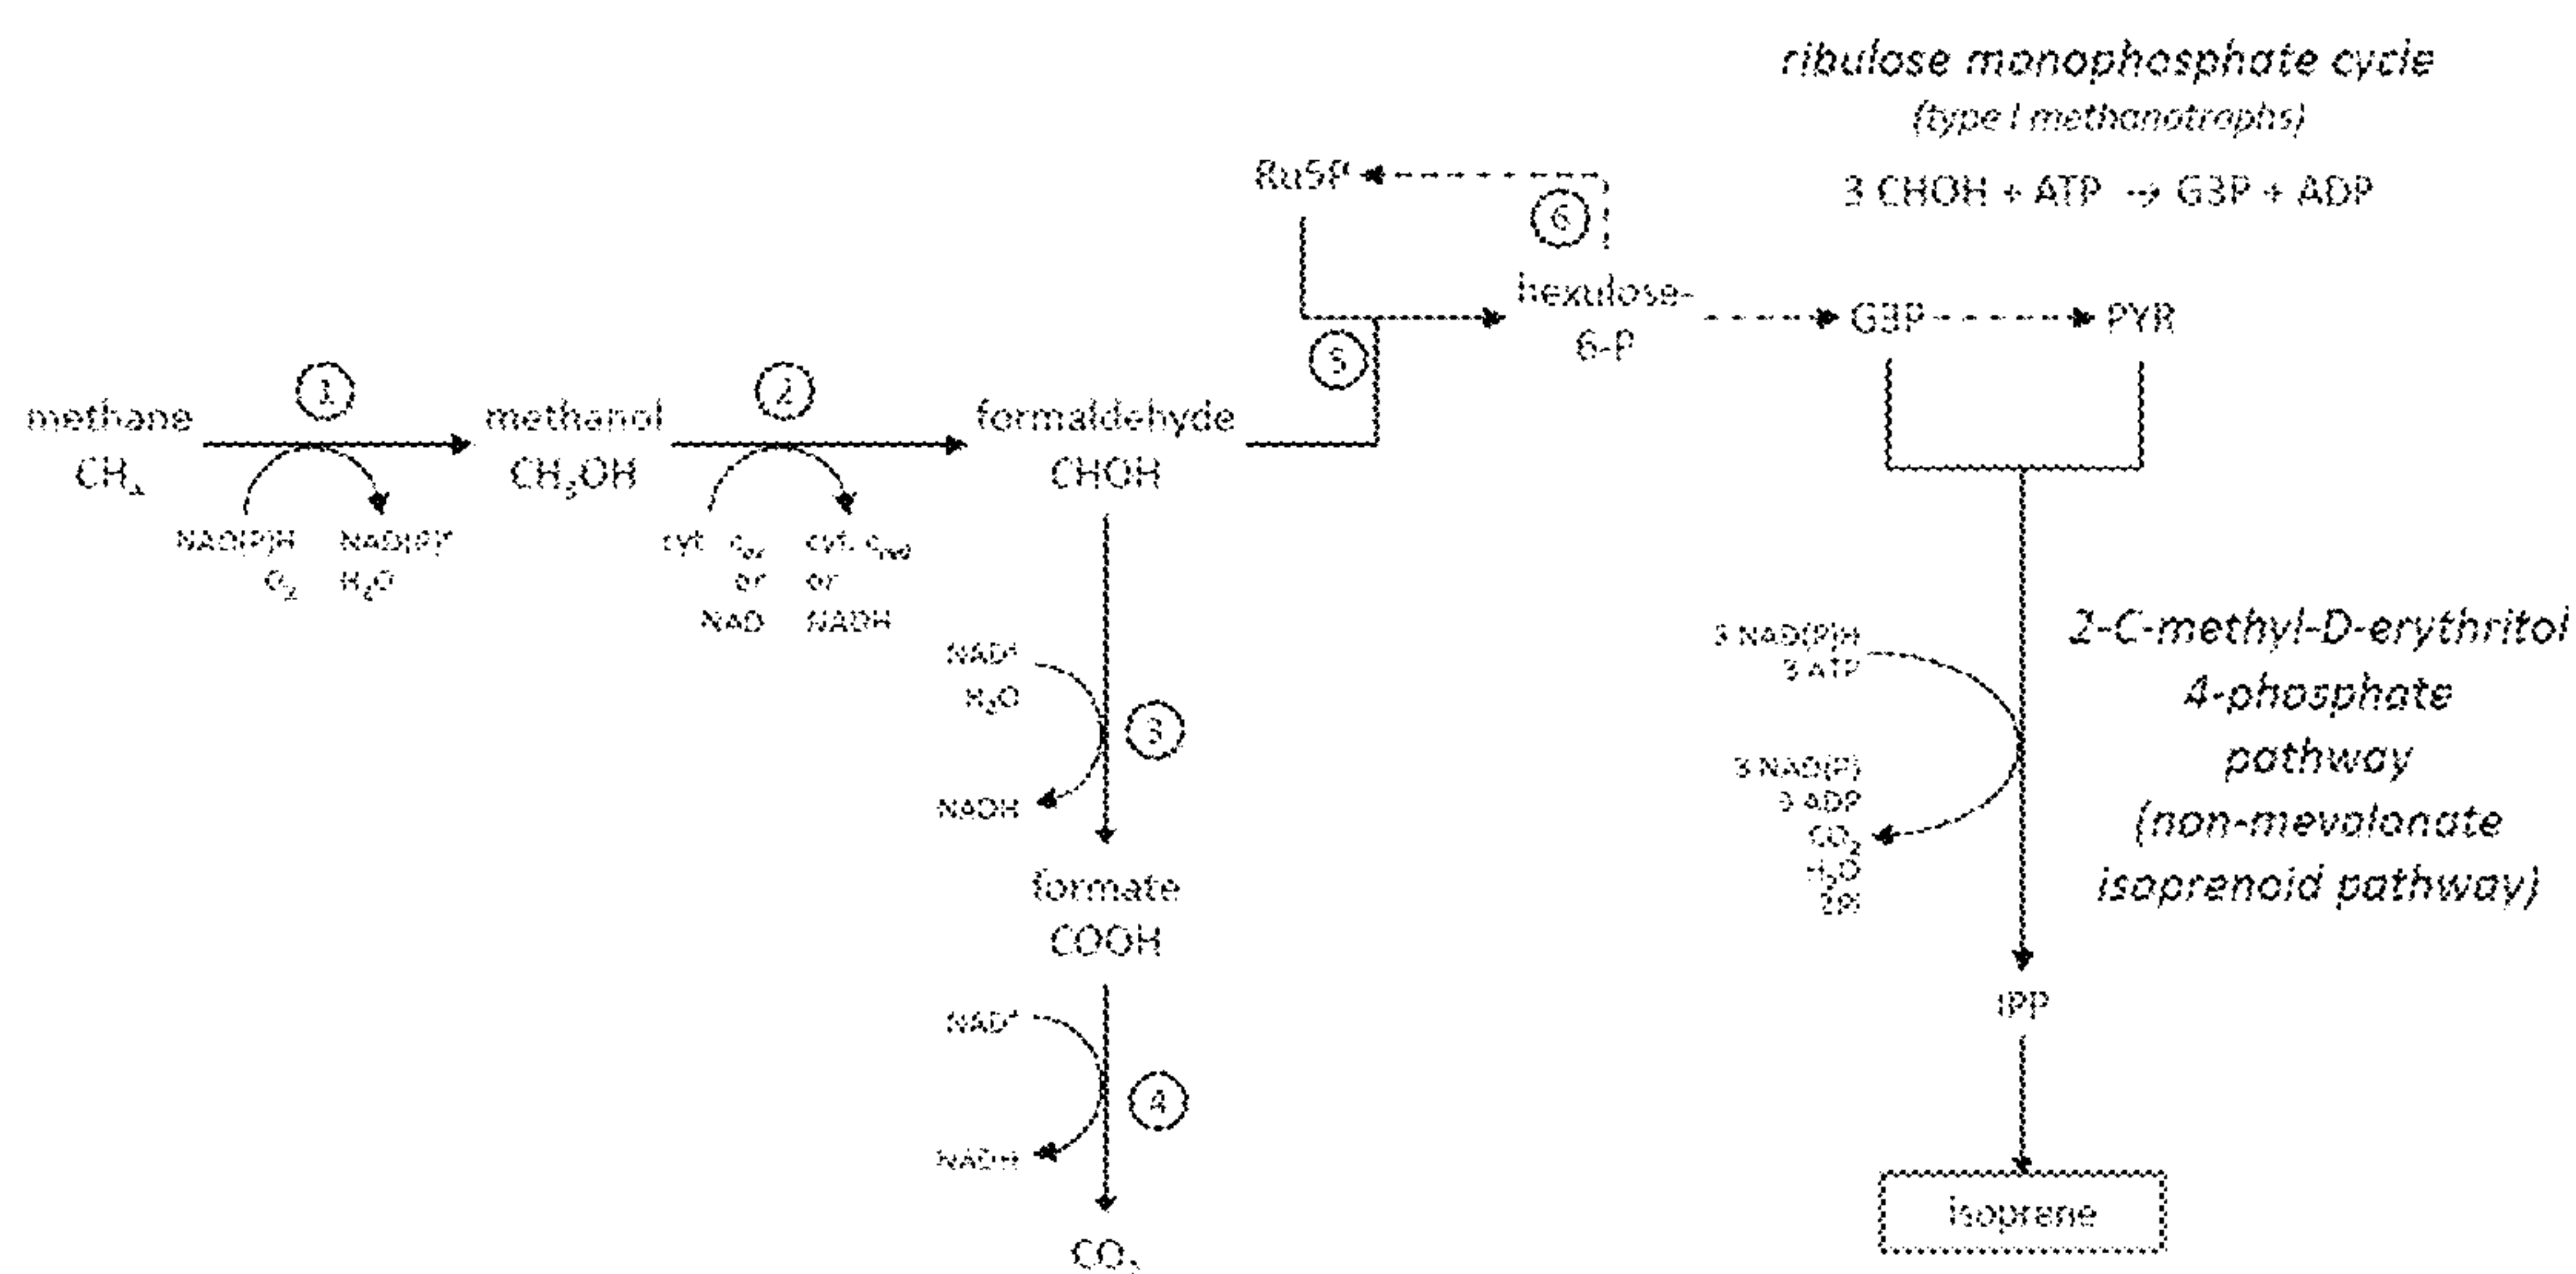 ribulose monophosphate cycle
(type I methanotrophs)
3 CHOH + ATP → G3P + ADP
Ru5P
6
hexulose-
6-P
G3P
PYR
5
1
2
methane
CH₄
methanol
CH₃OH
formaldehyde
CHOH
NAD(P)H
O₂
NAD(P)⁺
H₂O
cyt. c_ox
or
NAD
cyt. c_red
or
NADH
NAD⁺
H₂O
3
NADH
formate
COOH
NAD⁺
4
NADH
CO₂
3 NAD(P)H
3 ATP
3 NAD(P)
3 ADP
CO₂
H₂O
2Pi
2-C-methyl-D-erythritol
4-phosphate
pathway
(non-mevalonate
isoprenoid pathway)
IPP
isoprene